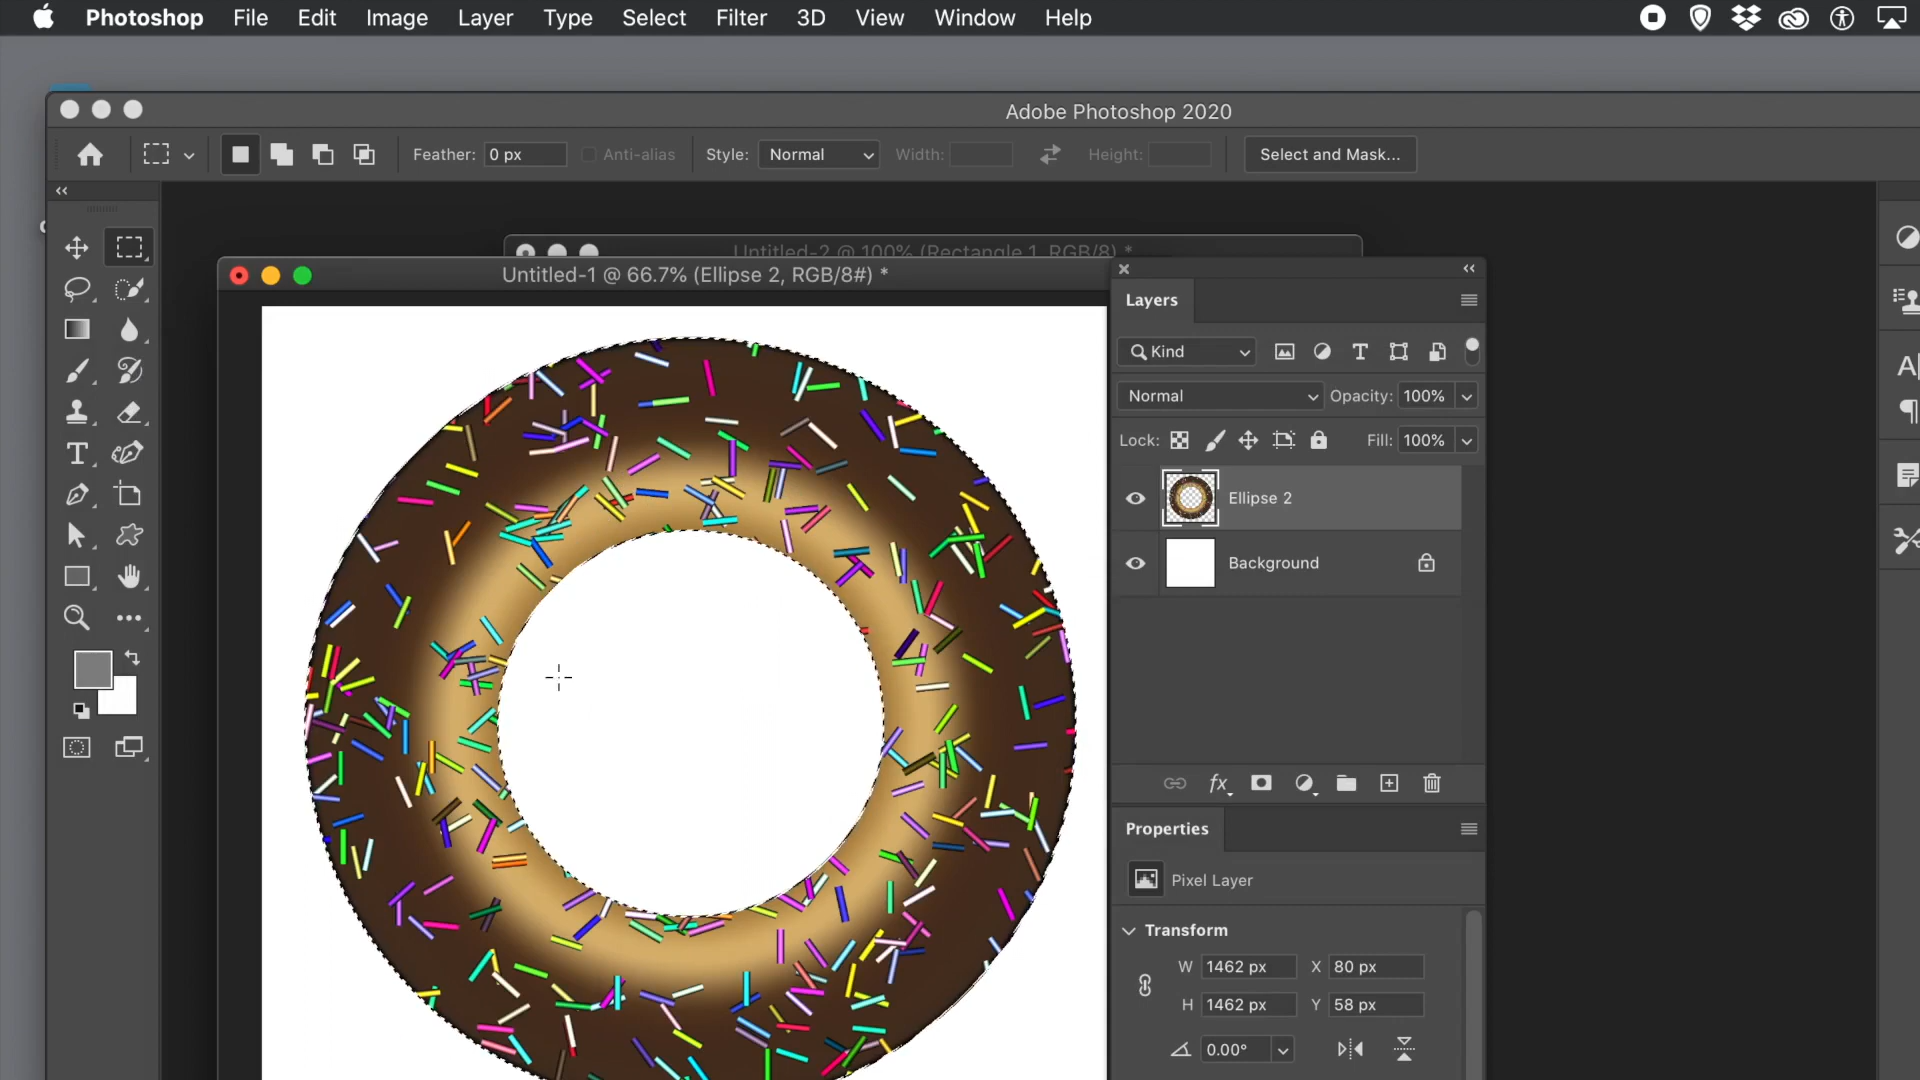 Photoshop File Edit Image Layer Type Select Filter 3D View Window Help
Adobe Photoshop 2020
Feather: 0 px Anti-alias Style: Normal Width: Height: Select and Mask...
Untitled-2 @ 100% (Rectangle 1, RGB/8) *
Untitled-1 @ 66.7% (Ellipse 2, RGB/8#) *
Layers
Kind
Normal Opacity: 100%
Lock: Fill: 100%
Ellipse 2
Background
Properties
Pixel Layer
Transform
W 1462 px X 80 px
H 1462 px Y 58 px
0.00°